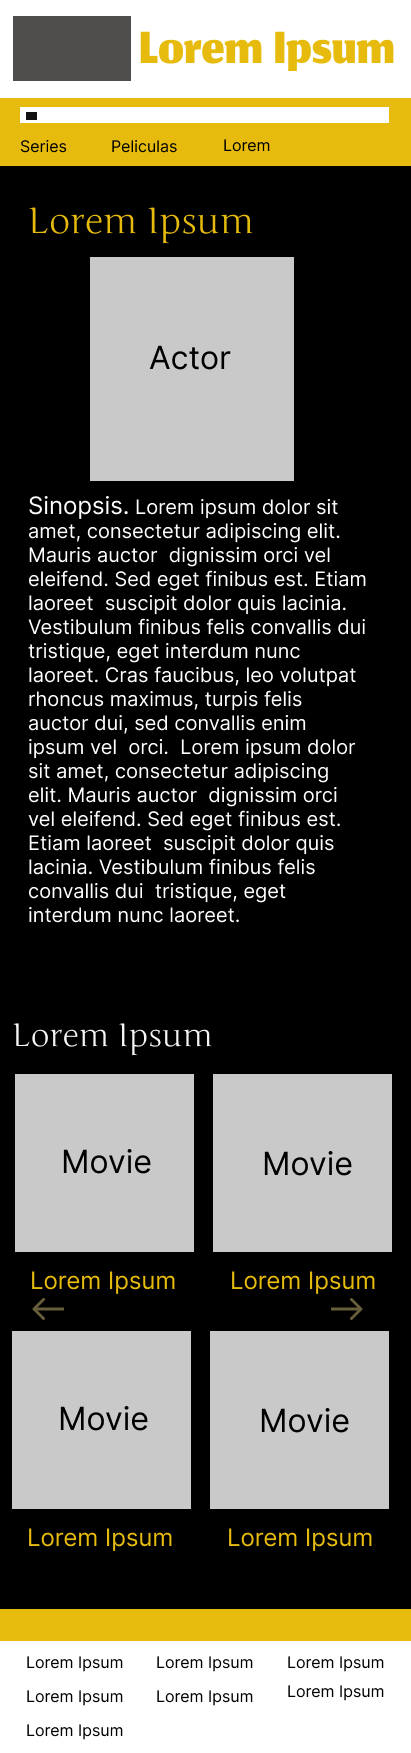 Lorem Ipsum
Series Peliculas Lorem
Lorem Ipsum
Actor
Sinopsis. Lorem ipsum dolor sit
amet, consectetur adipiscing elit.
Mauris auctor dignissim orci vel
eleifend. Sed eget finibus est. Etiam
laoreet suscipit dolor quis lacinia.
Vestibulum finibus felis convallis dui
tristique, eget interdum nunc
laoreet. Cras faucibus, leo volutpat
rhoncus maximus, turpis felis
auctor dui, sed convallis enim
ipsum vel orci. Lorem ipsum dolor
sit amet, consectetur adipiscing
elit. Mauris auctor dignissim orci
vel eleifend. Sed eget finibus est.
Etiam laoreet suscipit dolor quis
lacinia. Vestibulum finibus felis
convallis dui tristique, eget
interdum nunc laoreet.
Lorem Ipsum
Movie Movie
Lorem Ipsum Lorem Ipsum
Movie Movie
Lorem Ipsum Lorem Ipsum
Lorem Ipsum Lorem Ipsum Lorem Ipsum
Lorem Ipsum Lorem Ipsum Lorem Ipsum
Lorem Ipsum